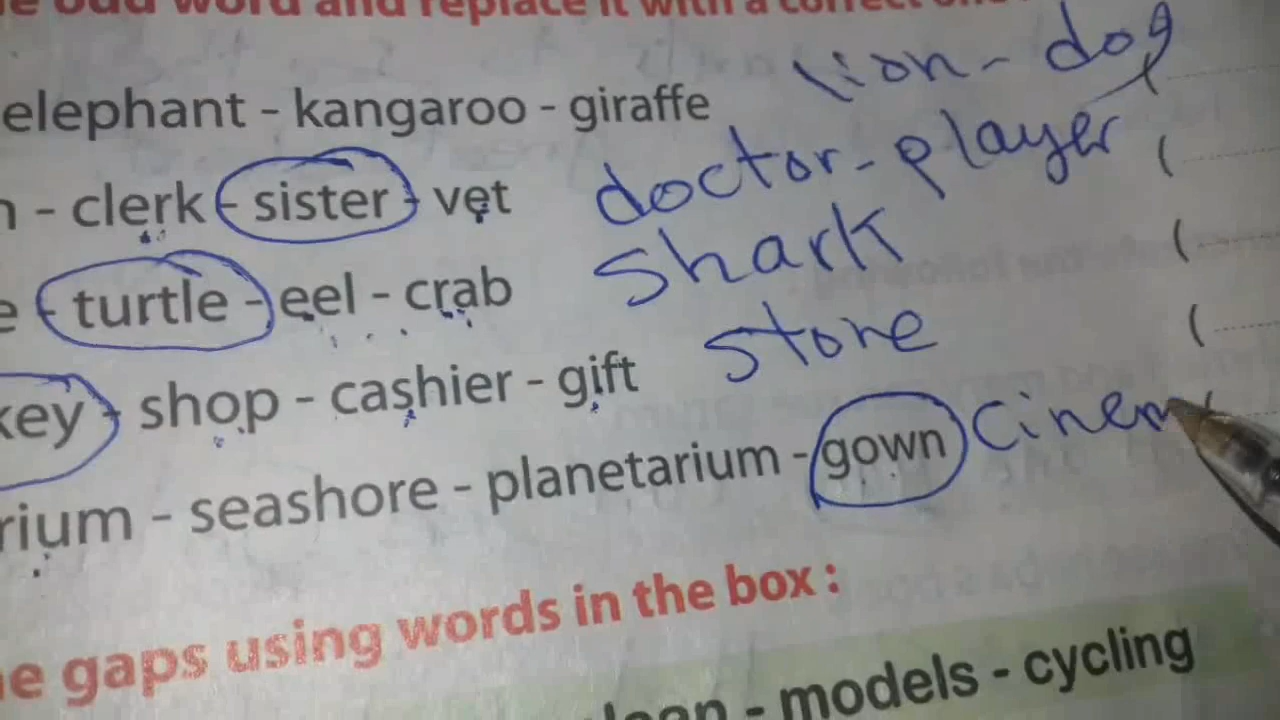 odd word and replace it with a correct
elephant - kangaroo - giraffe lion - dog
- clerk - sister - vet doctor - player
- turtle - eel - crab shark
key - shop - cashier - gift store
rium - seashore - planetarium - gown Cinem
gaps using words in the box :
- models - cycling